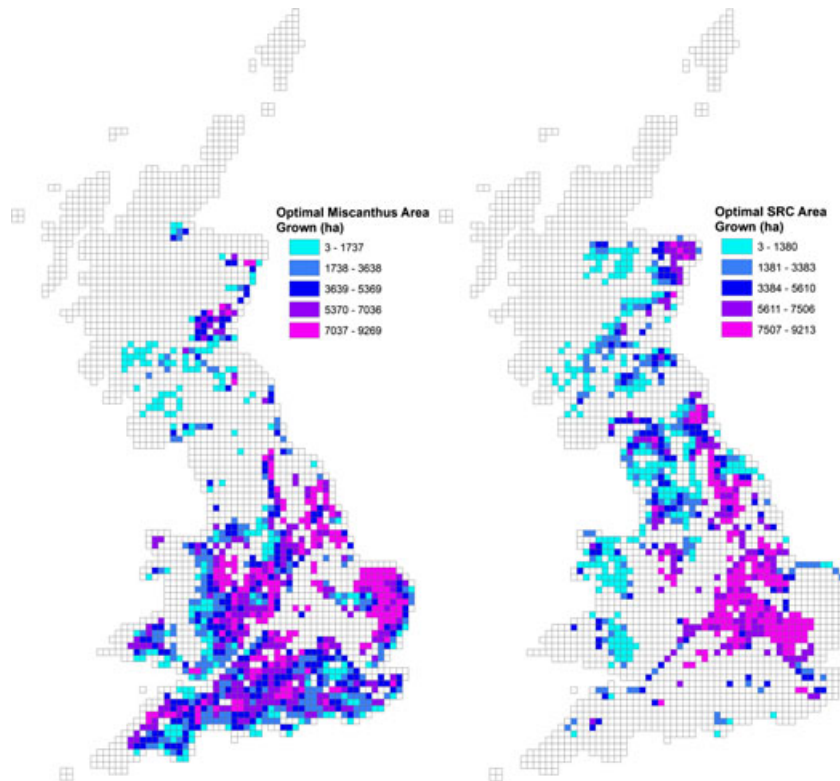 Optimal Miscanthus Area
Grown (ha)
3 - 1737
1738 - 3638
3639 - 5369
5370 - 7036
7037 - 9269
Optimal SRC Area
Grown (ha)
3 - 1380
1381 - 3383
3384 - 5610
5611 - 7506
7507 - 9213